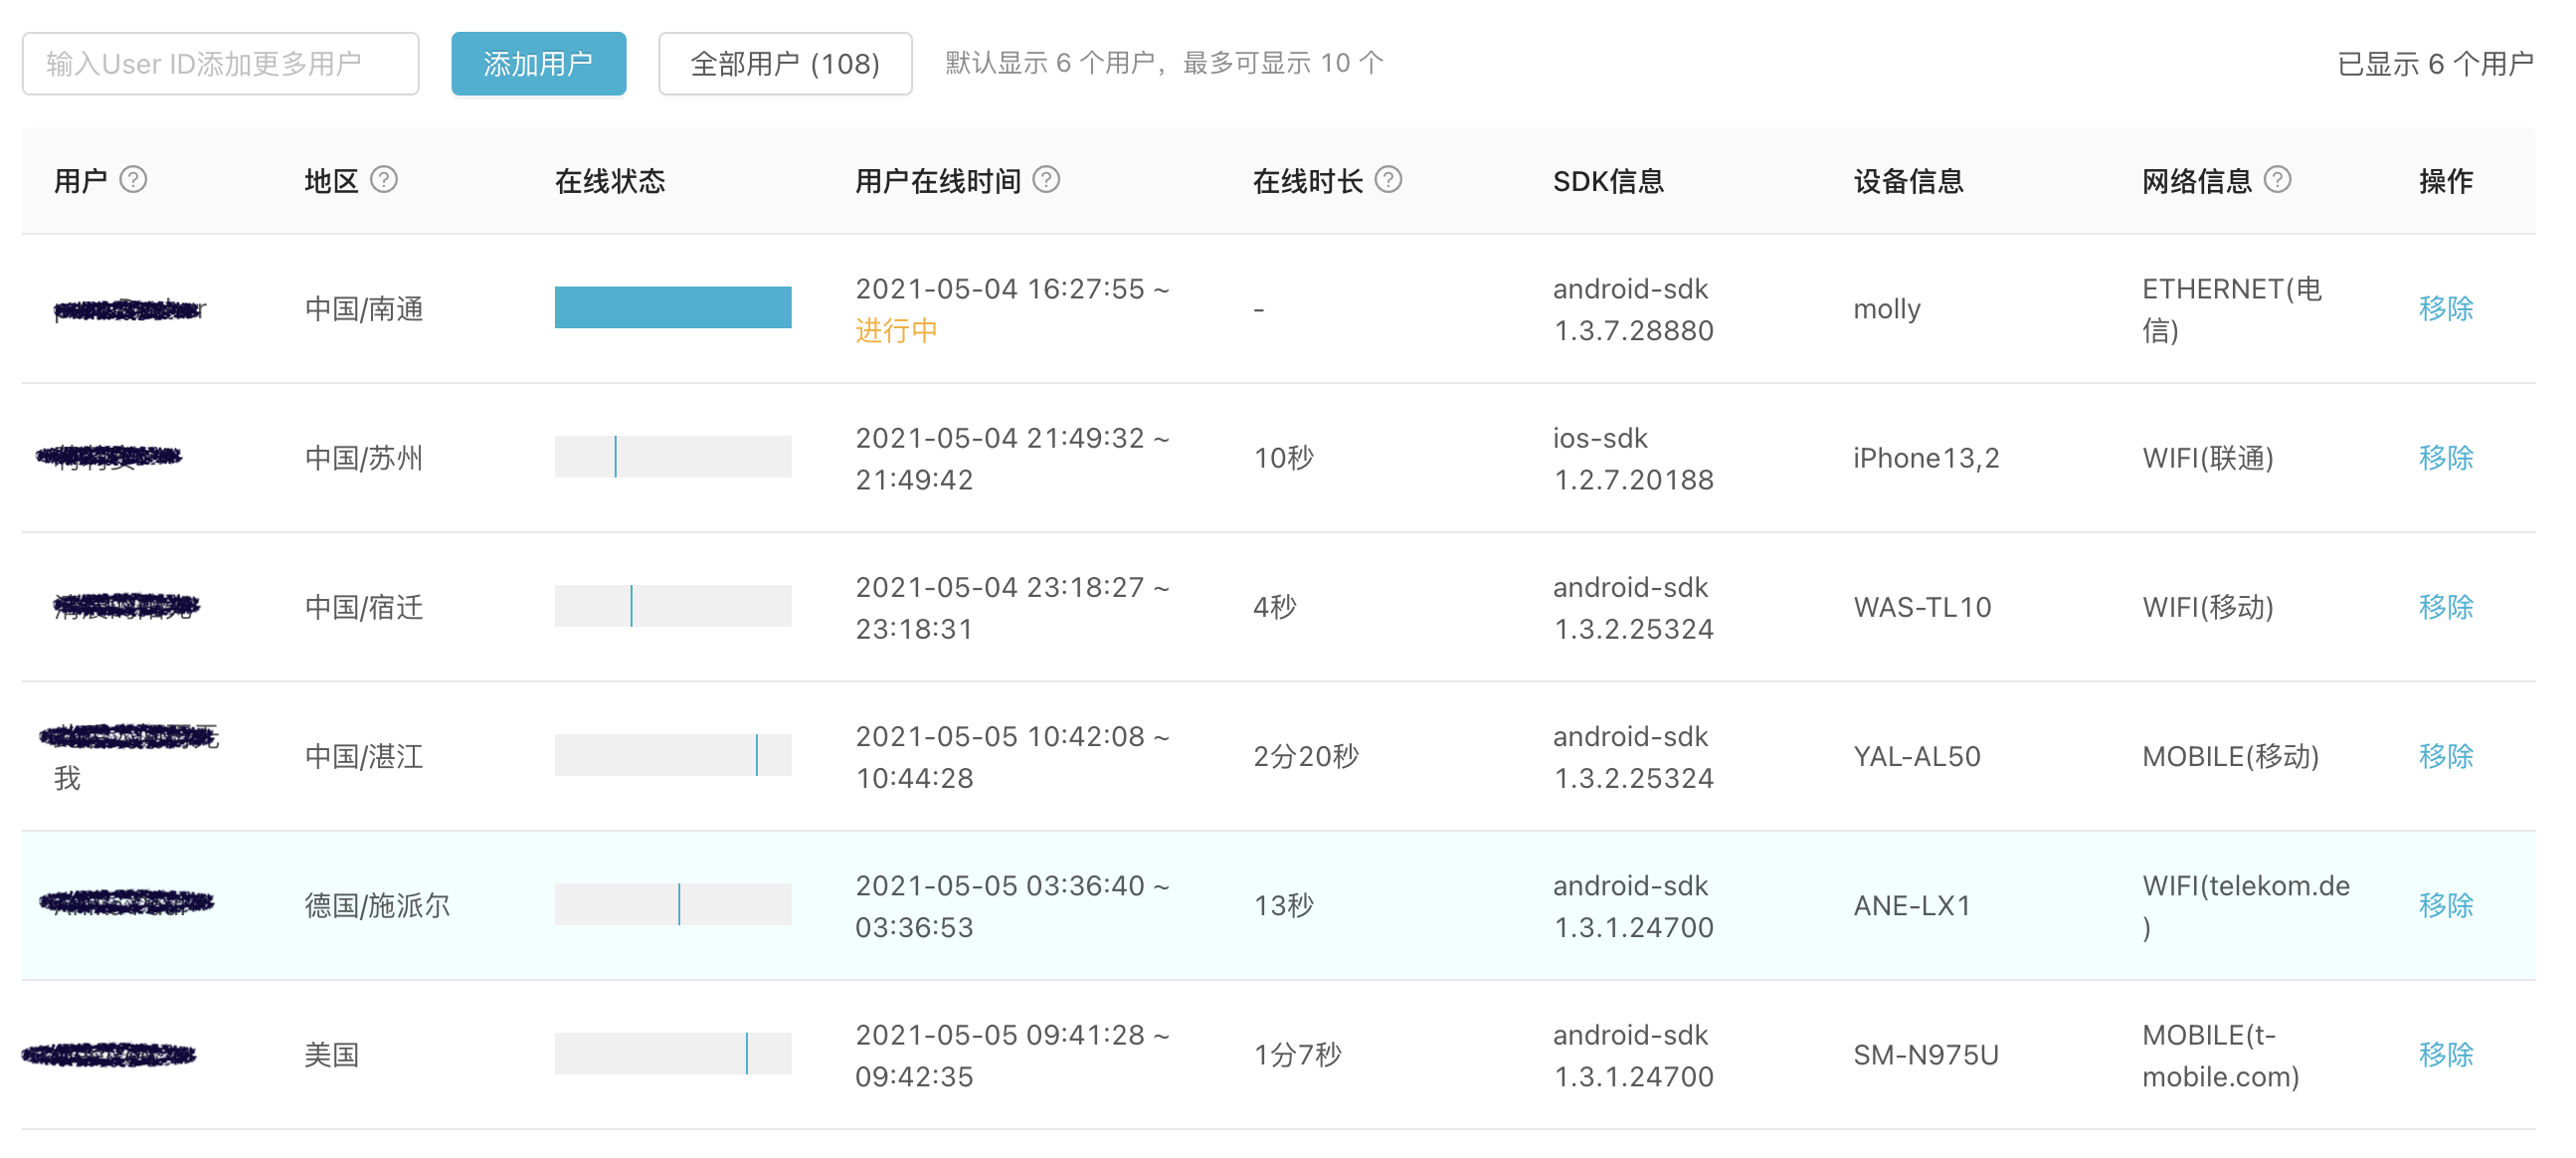 输入User ID添加更多用户 添加用户 全部用户 (108) 默认显示 6 个用户，最多可显示 10 个 已显示 6 个用户
用户 地区 在线状态 用户在线时间 在线时长 SDK信息 设备信息 网络信息 操作
中国/南通 2021-05-04 16:27:55 ~ - android-sdk molly ETHERNET(电 移除
进行中 1.3.7.28880 信)
中国/苏州 2021-05-04 21:49:32 ~ 10秒 ios-sdk iPhone13,2 WIFI(联通) 移除
21:49:42 1.2.7.20188
中国/宿迁 2021-05-04 23:18:27 ~ 4秒 android-sdk WAS-TL10 WIFI(移动) 移除
23:18:31 1.3.2.25324
中国/湛江 2021-05-05 10:42:08 ~ 2分20秒 android-sdk YAL-AL50 MOBILE(移动) 移除
我 10:44:28 1.3.2.25324
德国/施派尔 2021-05-05 03:36:40 ~ 13秒 android-sdk ANE-LX1 WIFI(telekom.de 移除
03:36:53 1.3.1.24700 )
美国 2021-05-05 09:41:28 ~ 1分7秒 android-sdk SM-N975U MOBILE(t- 移除
09:42:35 1.3.1.24700 mobile.com)